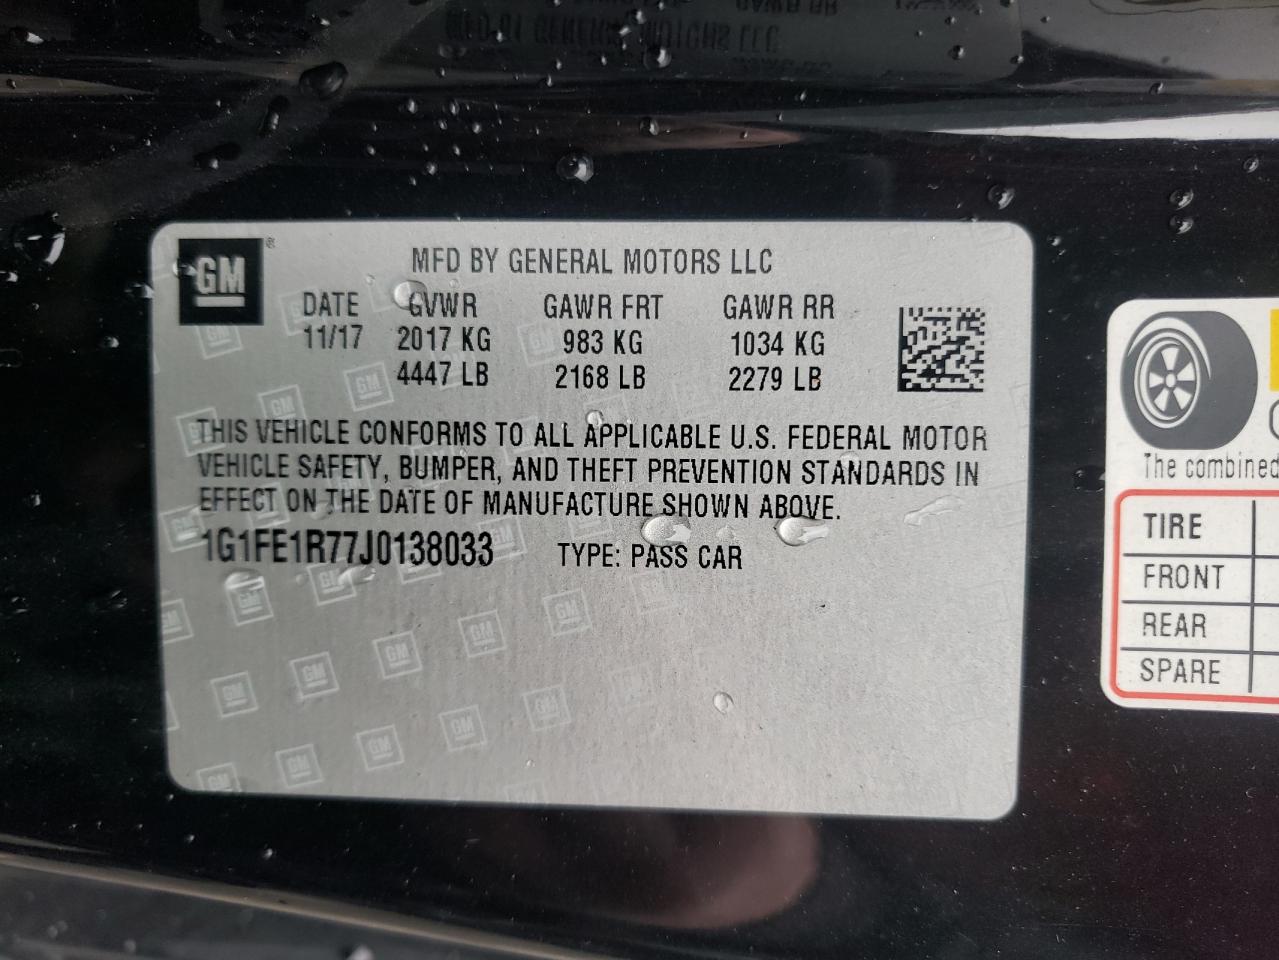 GM
MFD BY GENERAL MOTORS LLC
DATE GVWR GAWR FRT GAWR RR
11/17 2017 KG 983 KG 1034 KG
4447 LB 2168 LB 2279 LB
THIS VEHICLE CONFORMS TO ALL APPLICABLE U.S. FEDERAL MOTOR
VEHICLE SAFETY, BUMPER, AND THEFT PREVENTION STANDARDS IN
EFFECT ON THE DATE OF MANUFACTURE SHOWN ABOVE.
1G1FE1R77J0138033 TYPE: PASS CAR
The combined
TIRE
FRONT
REAR
SPARE